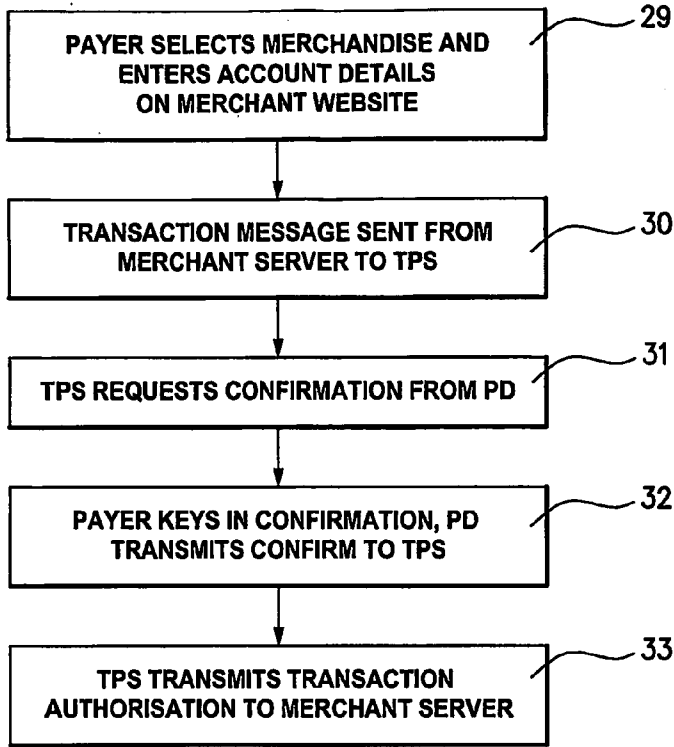 PAYER SELECTS MERCHANDISE AND
ENTERS ACCOUNT DETAILS
ON MERCHANT WEBSITE
29
TRANSACTION MESSAGE SENT FROM
MERCHANT SERVER TO TPS
30
TPS REQUESTS CONFIRMATION FROM PD
31
PAYER KEYS IN CONFIRMATION, PD
TRANSMITS CONFIRM TO TPS
32
TPS TRANSMITS TRANSACTION
AUTHORISATION TO MERCHANT SERVER
33